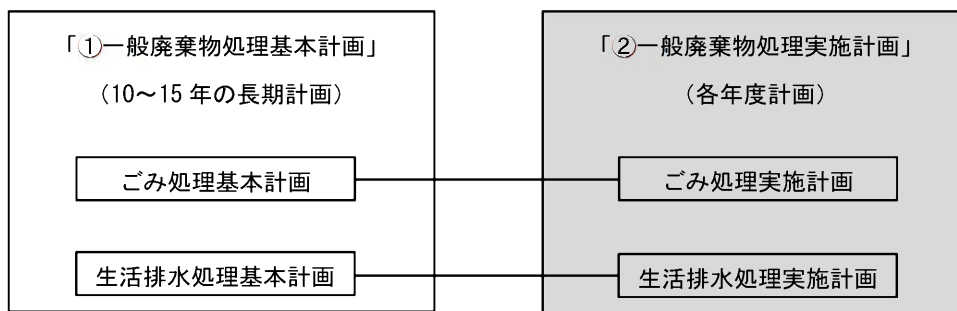 「①一般廃棄物処理基本計画」
（10～15 年の長期計画）
ごみ処理基本計画
生活排水処理基本計画
「②一般廃棄物処理実施計画」
（各年度計画）
ごみ処理実施計画
生活排水処理実施計画